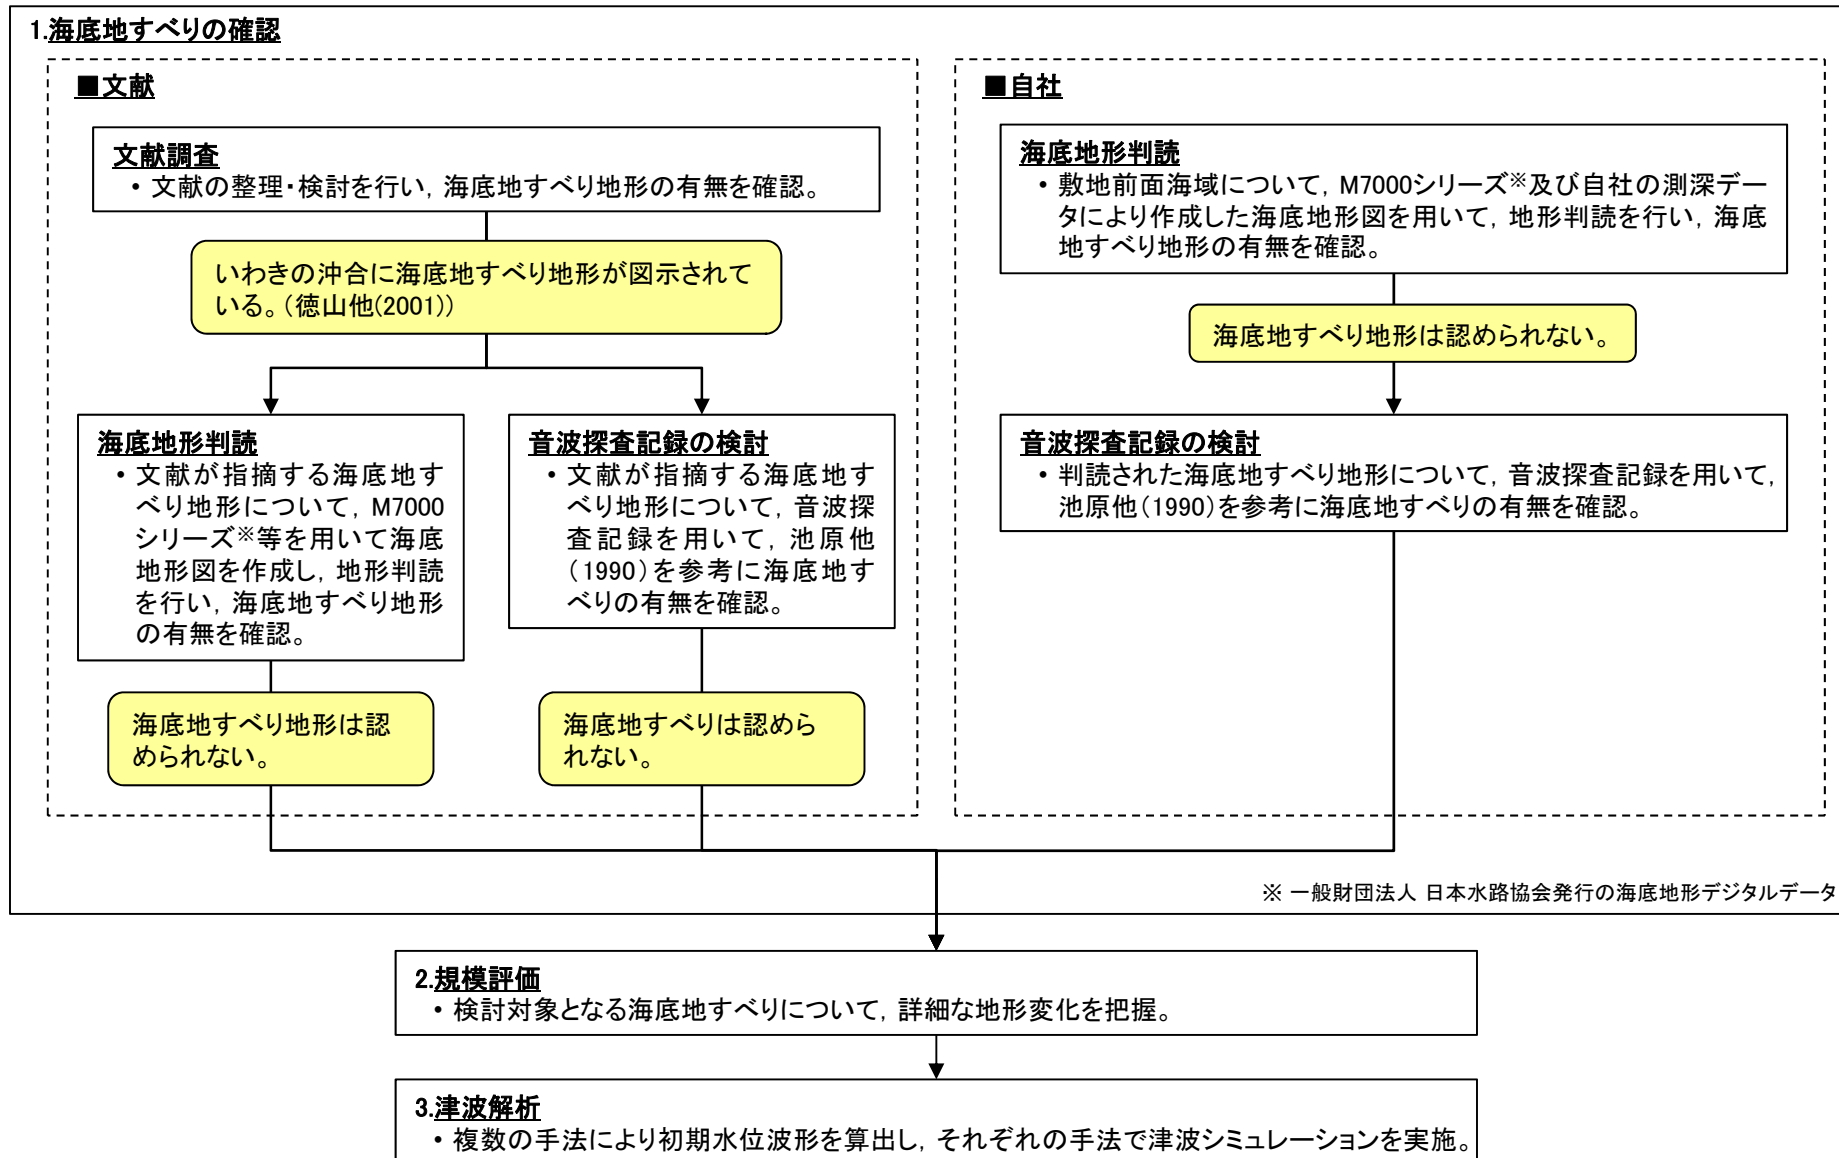 1.海底地すべりの確認
■文献
文献調査
• 文献の整理・検討を行い，海底地すべり地形の有無を確認。
いわきの沖合に海底地すべり地形が図示されて
いる。（徳山他(2001)）
海底地形判読
• 文献が指摘する海底地す
べり地形について，M7000
シリーズ※等を用いて海底
地形図を作成し，地形判読
を行い，海底地すべり地形
の有無を確認。
海底地すべり地形は認
められない。
音波探査記録の検討
• 文献が指摘する海底地す
べり地形について，音波探
査記録を用いて，池原他
（1990）を参考に海底地す
べりの有無を確認。
海底地すべりは認めら
れない。
■自社
海底地形判読
• 敷地前面海域について，M7000シリーズ※及び自社の測深デー
タにより作成した海底地形図を用いて，地形判読を行い，海底
地すべり地形の有無を確認。
海底地すべり地形は認められない。
音波探査記録の検討
• 判読された海底地すべり地形について，音波探査記録を用いて，
池原他（1990）を参考に海底地すべりの有無を確認。
※ 一般財団法人 日本水路協会発行の海底地形デジタルデータ
2.規模評価
• 検討対象となる海底地すべりについて，詳細な地形変化を把握。
3.津波解析
• 複数の手法により初期水位波形を算出し，それぞれの手法で津波シミュレーションを実施。